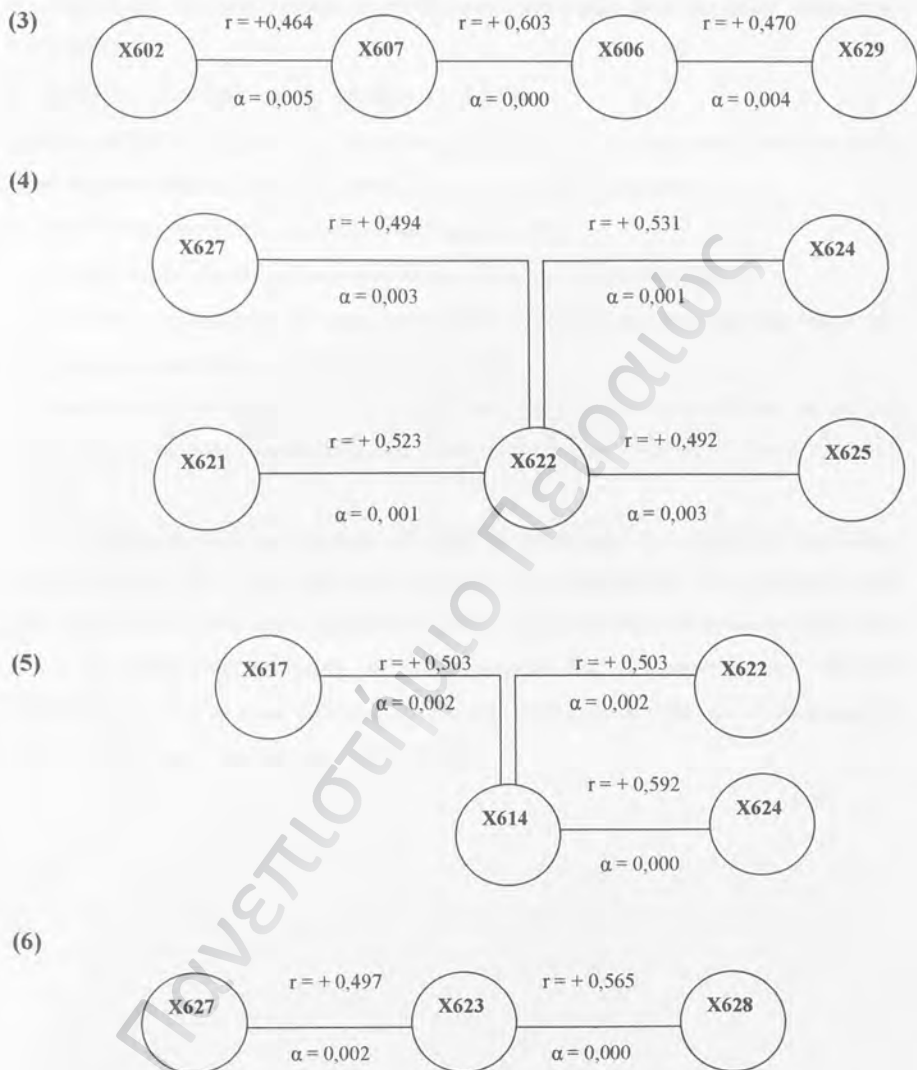 (3)
r = +0,464 r = +0,603 r = +0,470
X602 X607 X606 X629
α = 0,005 α = 0,000 α = 0,004
(4)
r = + 0,494 r = + 0,531
X627 X624
α = 0,003 α = 0,001
r = + 0,523 r = + 0,492
X621 X622 X625
α = 0, 001 α = 0,003
(5)
X617 r = + 0,503 r = + 0,503 X622
α = 0,002 α = 0,002
r = + 0,592
X614 X624
α = 0,000
(6)
r = + 0,497 r = + 0,565
X627 X623 X628
α = 0,002 α = 0,000
Πανεπιστήμιο Πειραιώς